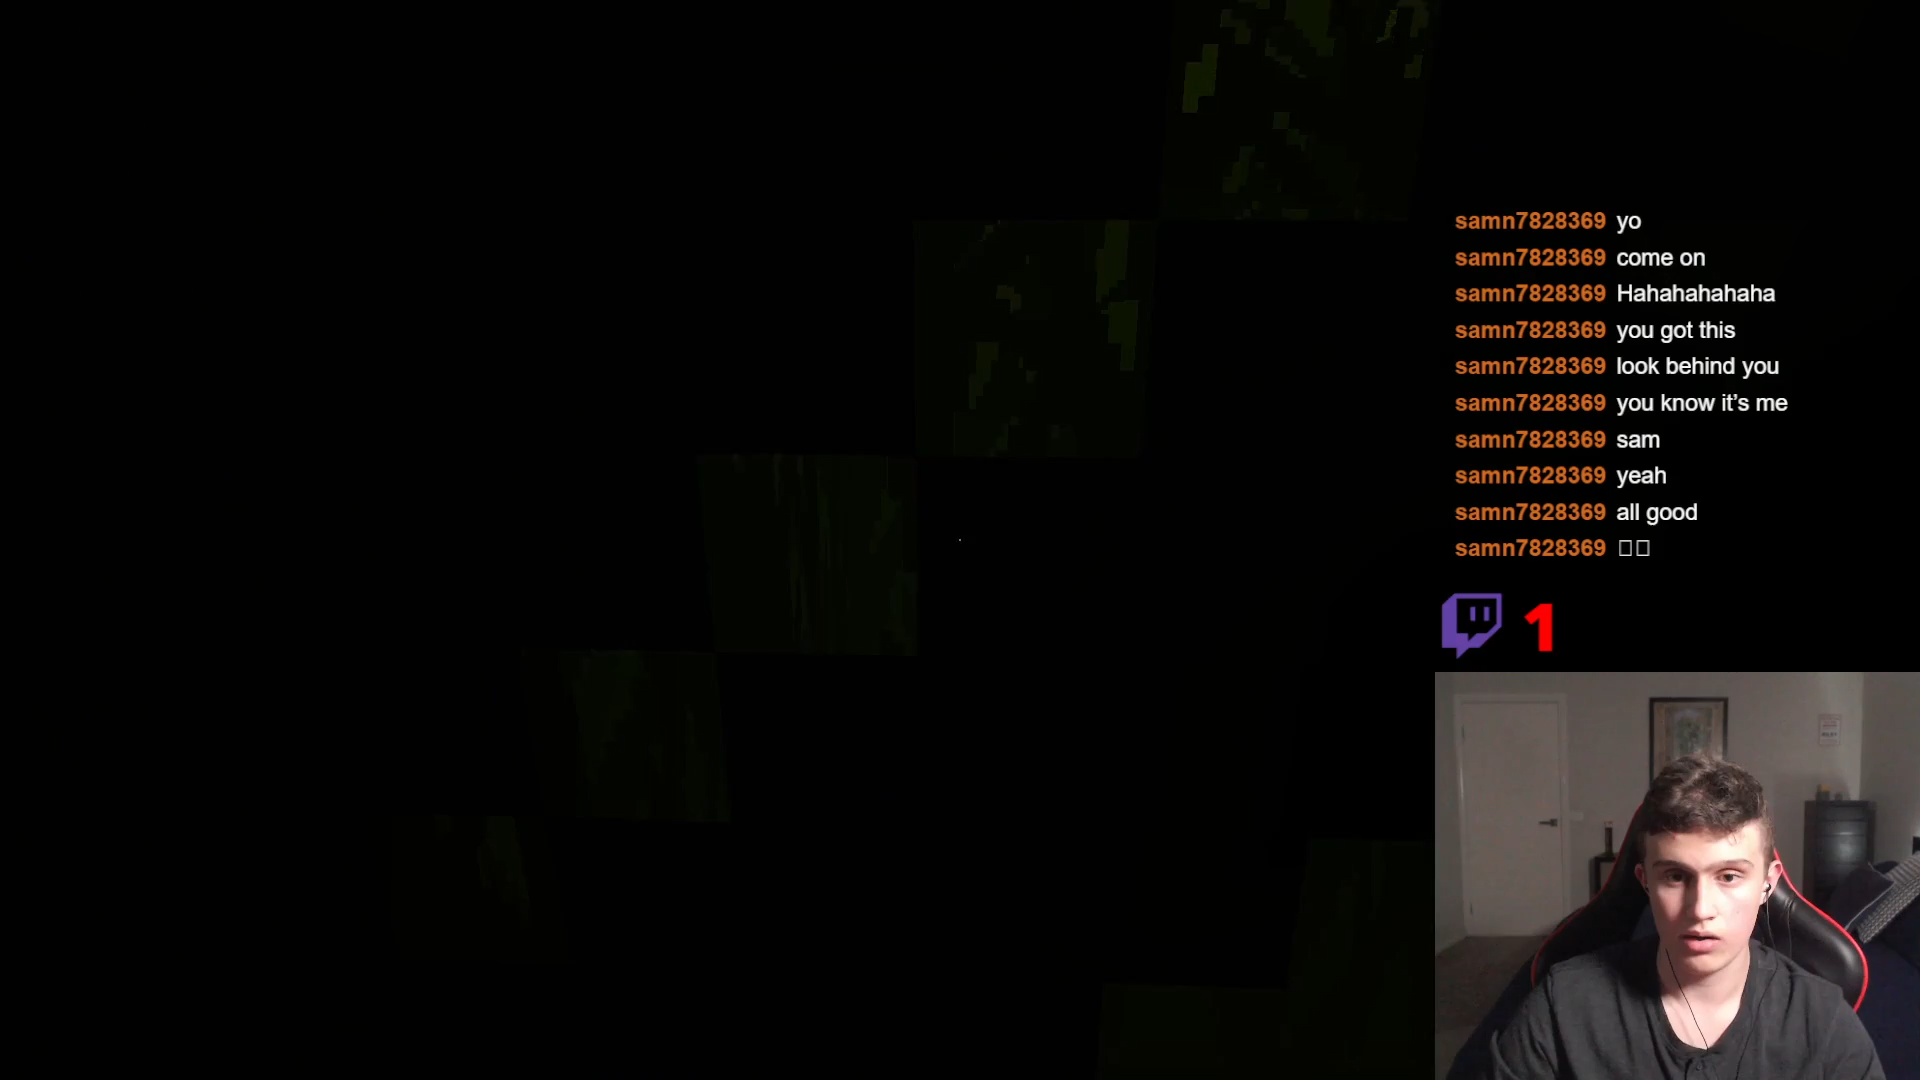 samn7828369 yo
samn7828369 come on
samn7828369 Hahahahahaha
samn7828369 you got this
samn7828369 look behind you
samn7828369 you know it's me
samn7828369 sam
samn7828369 yeah
samn7828369 all good
samn7828369
1